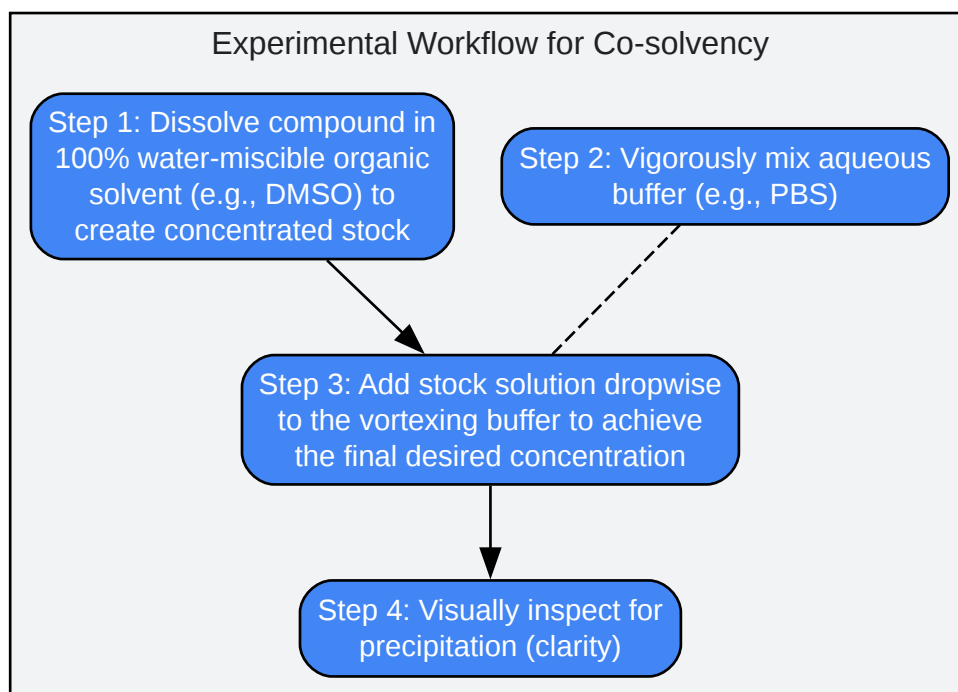 Experimental Workflow for Co-solvency
Step 1: Dissolve compound in
100% water-miscible organic
solvent (e.g., DMSO) to
create concentrated stock
Step 2: Vigorously mix aqueous
buffer (e.g., PBS)
Step 3: Add stock solution dropwise
to the vortexing buffer to achieve
the final desired concentration
Step 4: Visually inspect for
precipitation (clarity)